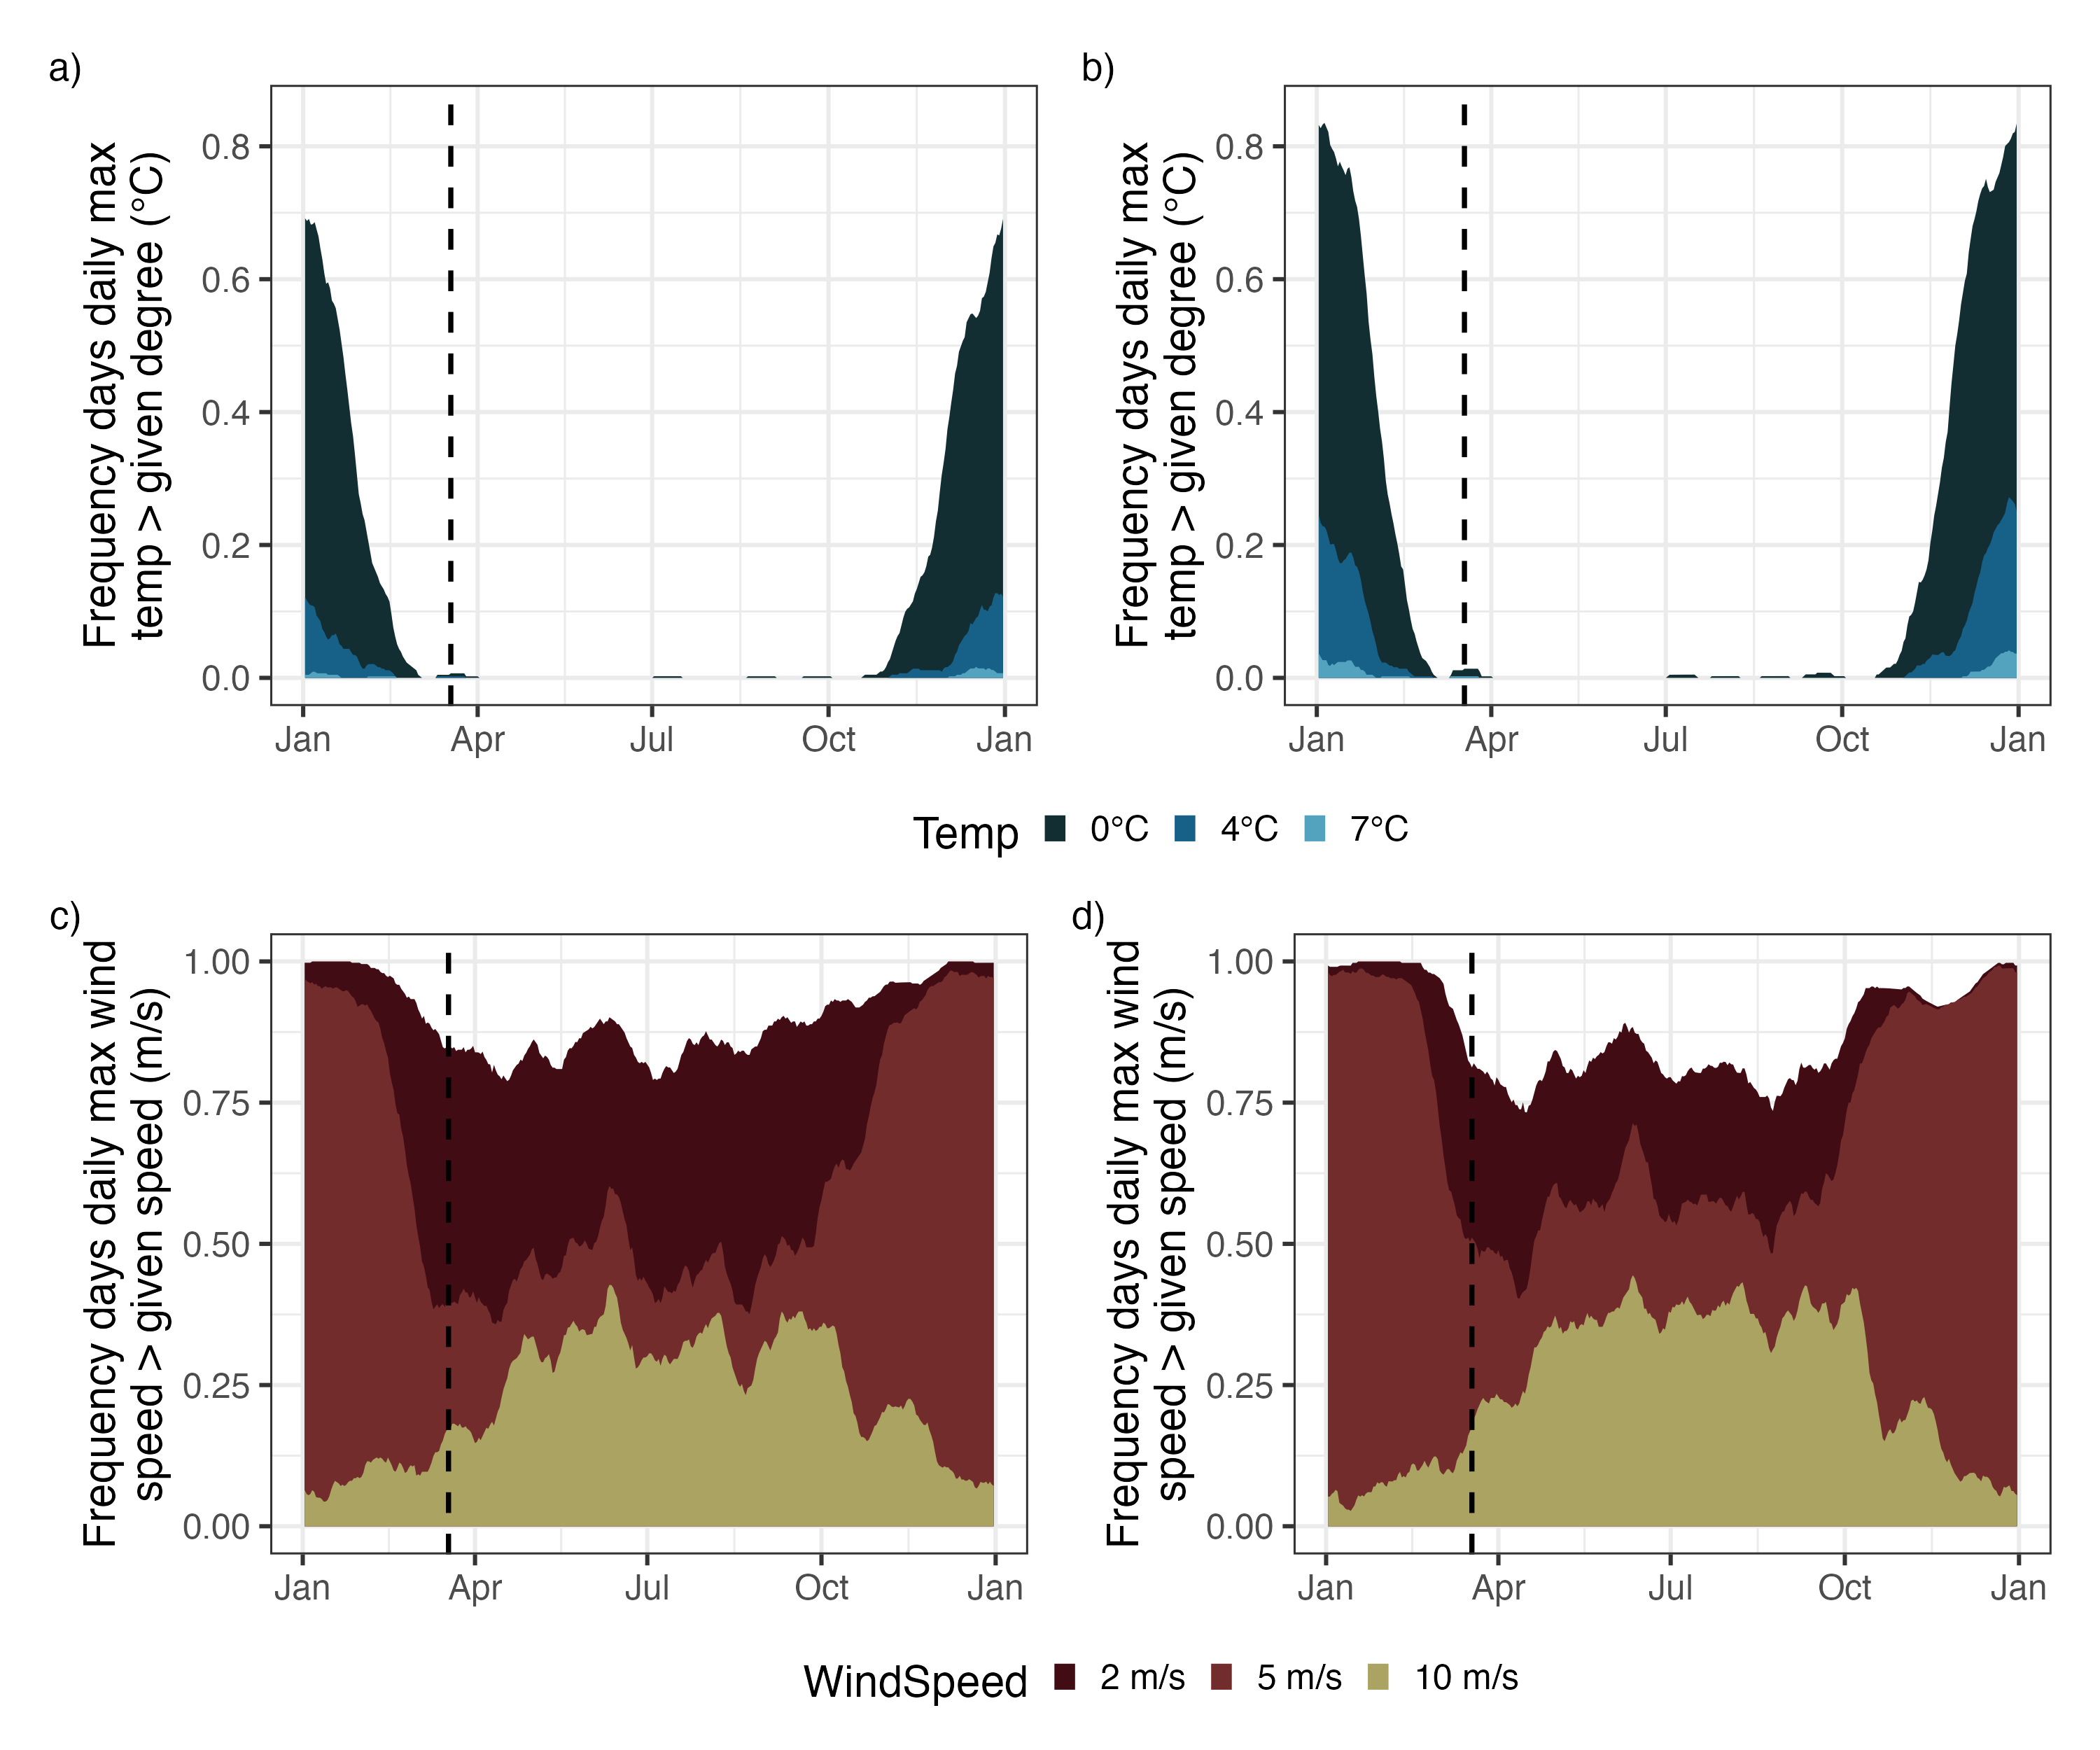 a)
Frequency days daily max
temp > given degree (°C)
0.8
0.6
0.4
0.2
0.0
Jan Apr Jul Oct Jan
b)
Frequency days daily max
temp > given degree (°C)
0.8
0.6
0.4
0.2
0.0
Jan Apr Jul Oct Jan
Temp 0°C 4°C 7°C
c)
Frequency days daily max wind
speed > given speed (m/s)
1.00
0.75
0.50
0.25
0.00
Jan Apr Jul Oct Jan
d)
Frequency days daily max wind
speed > given speed (m/s)
1.00
0.75
0.50
0.25
0.00
Jan Apr Jul Oct Jan
WindSpeed 2 m/s 5 m/s 10 m/s